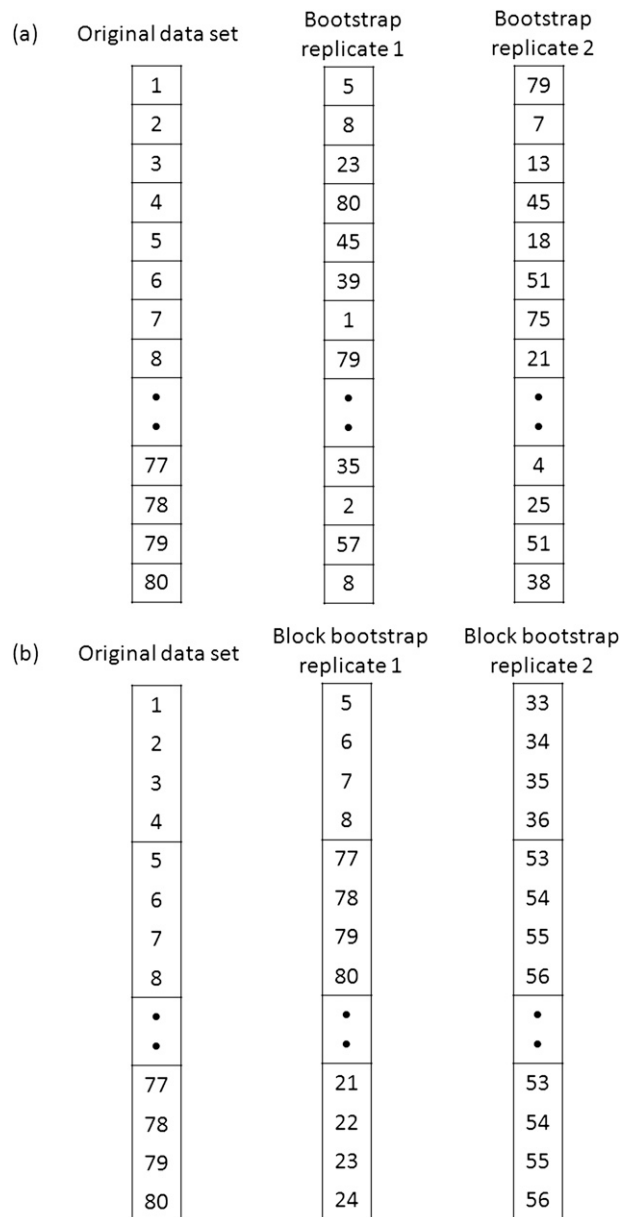 (a) Original data set Bootstrap replicate 1 Bootstrap replicate 2
1 5 79
2 8 7
3 23 13
4 80 45
5 45 18
6 39 51
7 1 75
8 79 21
77 35 4
78 2 25
79 57 51
80 8 38
(b) Original data set Block bootstrap replicate 1 Block bootstrap replicate 2
1 5 33
2 6 34
3 7 35
4 8 36
5 77 53
6 78 54
7 79 55
8 80 56
77 21 53
78 22 54
79 23 55
80 24 56